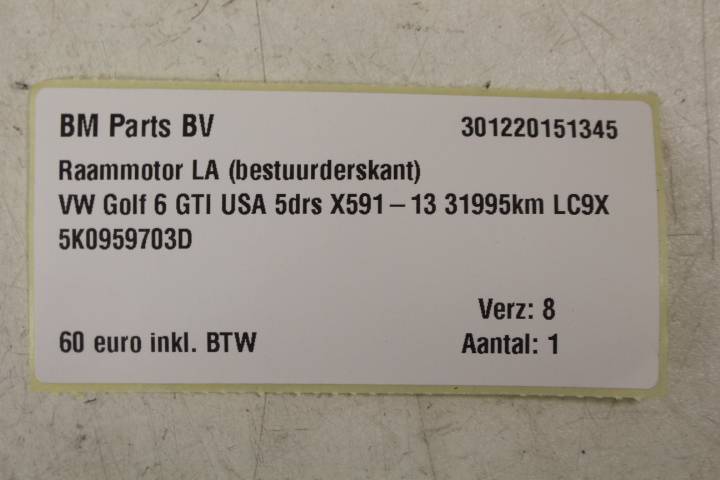 BM Parts BV 301220151345
Raammotor LA (bestuurderskant)
VW Golf 6 GTI USA 5drs X591-13 31995km LC9X
5K0959703D
Verz: 8
60 euro inkl. BTW Aantal: 1